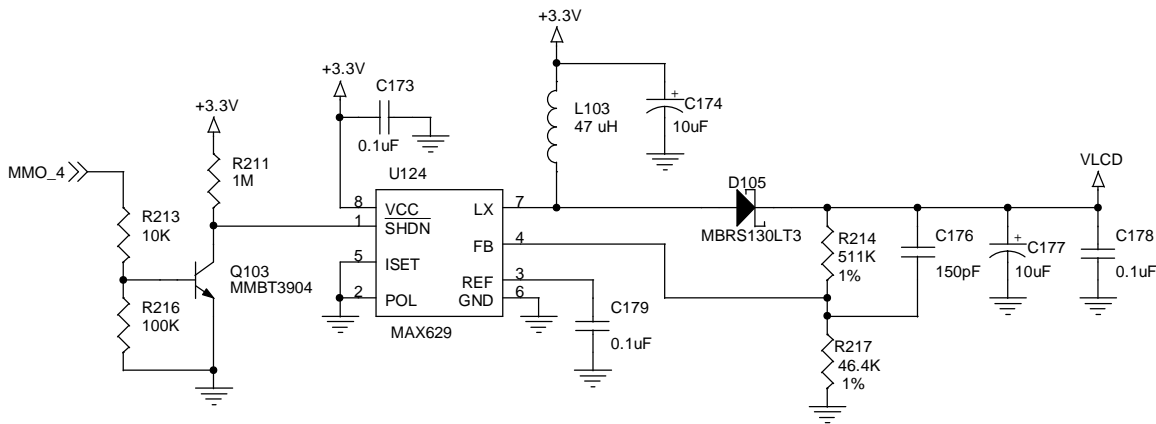 +3.3V
+3.3V
C173
0.1uF
+3.3V
L103
47 uH
+
C174
10uF
MMO_4
R211
1M
R213
10K
Q103
MMBT3904
R216
100K
U124
8
VCC
1
SHDN
5
ISET
2
POL
LX
7
FB
4
REF
3
GND
6
MAX629
C179
0.1uF
D105
MBRS130LT3
VLCD
R214
511K
1%
C176
150pF
+
C177
10uF
C178
0.1uF
R217
46.4K
1%